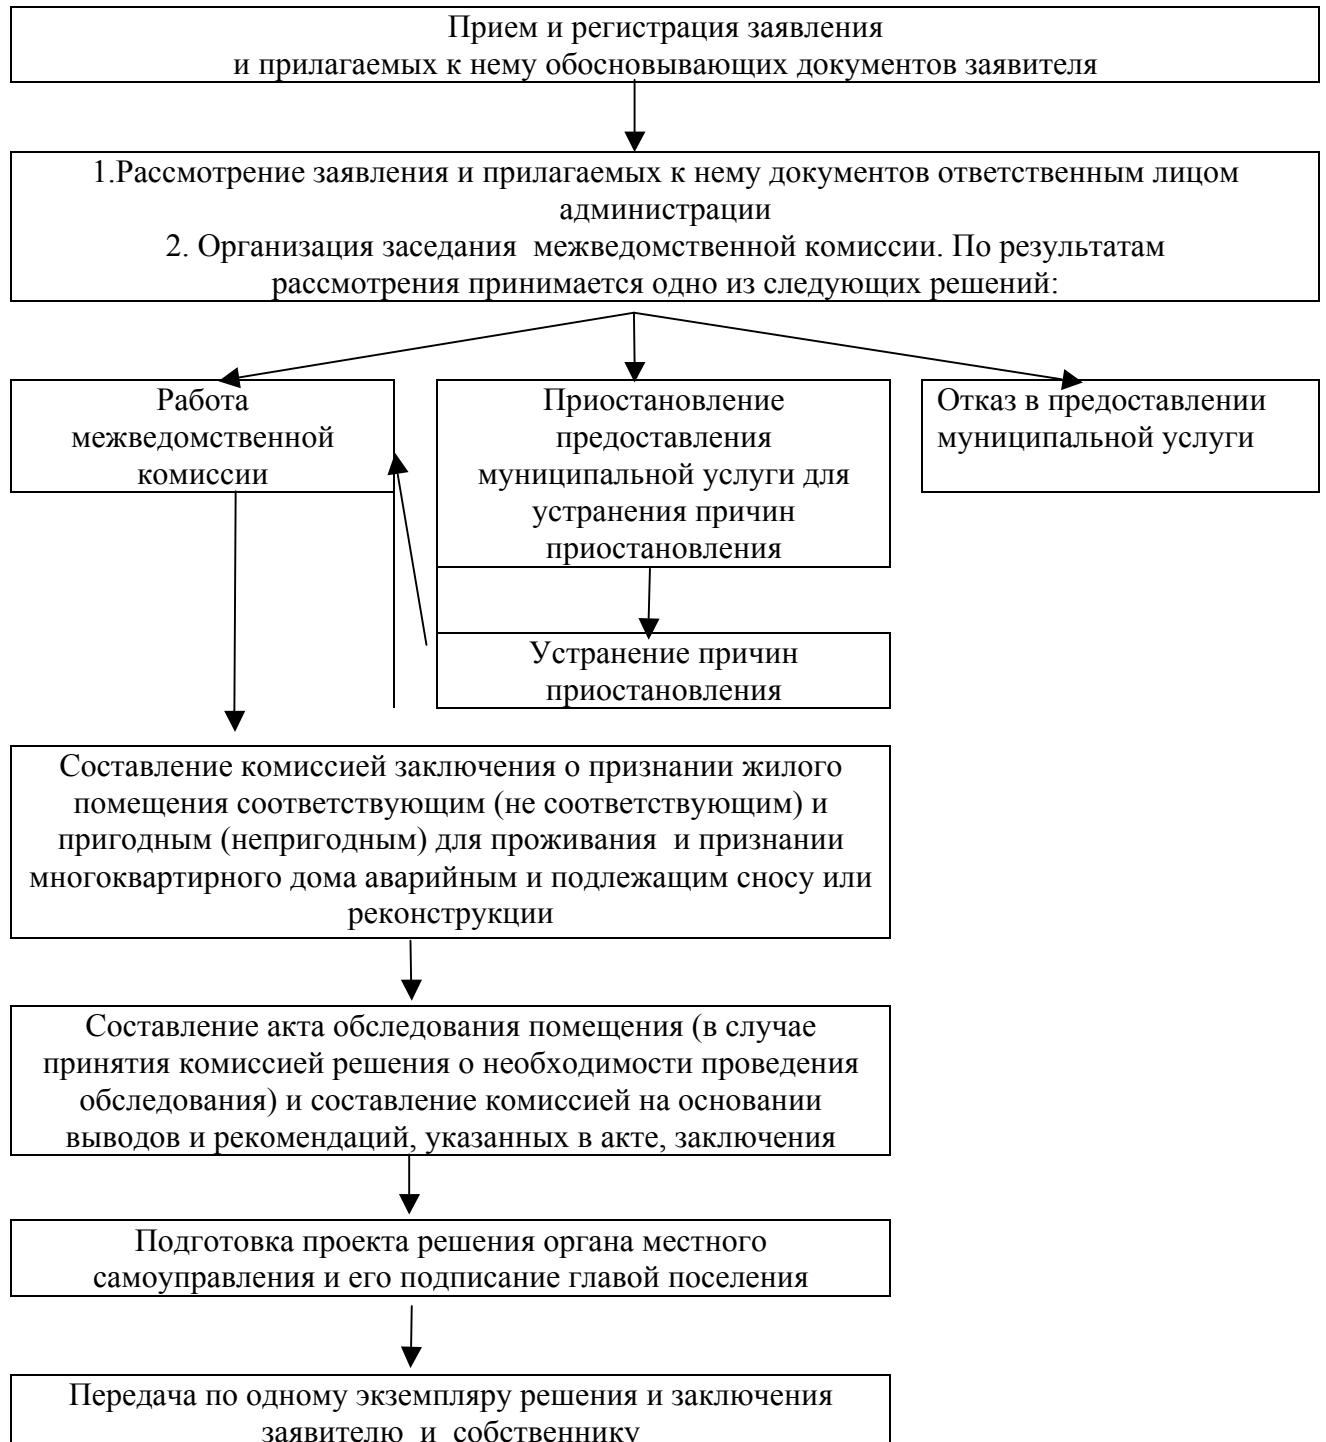 Прием и регистрация заявления
и прилагаемых к нему обосновывающих документов заявителя
1.Рассмотрение заявления и прилагаемых к нему документов ответственным лицом
администрации
2. Организация заседания  межведомственной комиссии. По результатам
рассмотрения принимается одно из следующих решений:
Работа
межведомственной
комиссии
Приостановление
предоставления
муниципальной услуги для
устранения причин
приостановления
Отказ в предоставлении
муниципальной услуги
Устранение причин
приостановления
Составление комиссией заключения о признании жилого
помещения соответствующим (не соответствующим) и
пригодным (непригодным) для проживания  и признании
многоквартирного дома аварийным и подлежащим сносу или
реконструкции
Составление акта обследования помещения (в случае
принятия комиссией решения о необходимости проведения
обследования) и составление комиссией на основании
выводов и рекомендаций, указанных в акте, заключения
Подготовка проекта решения органа местного
самоуправления и его подписание главой поселения
Передача по одному экземпляру решения и заключения
заявителю  и  собственнику